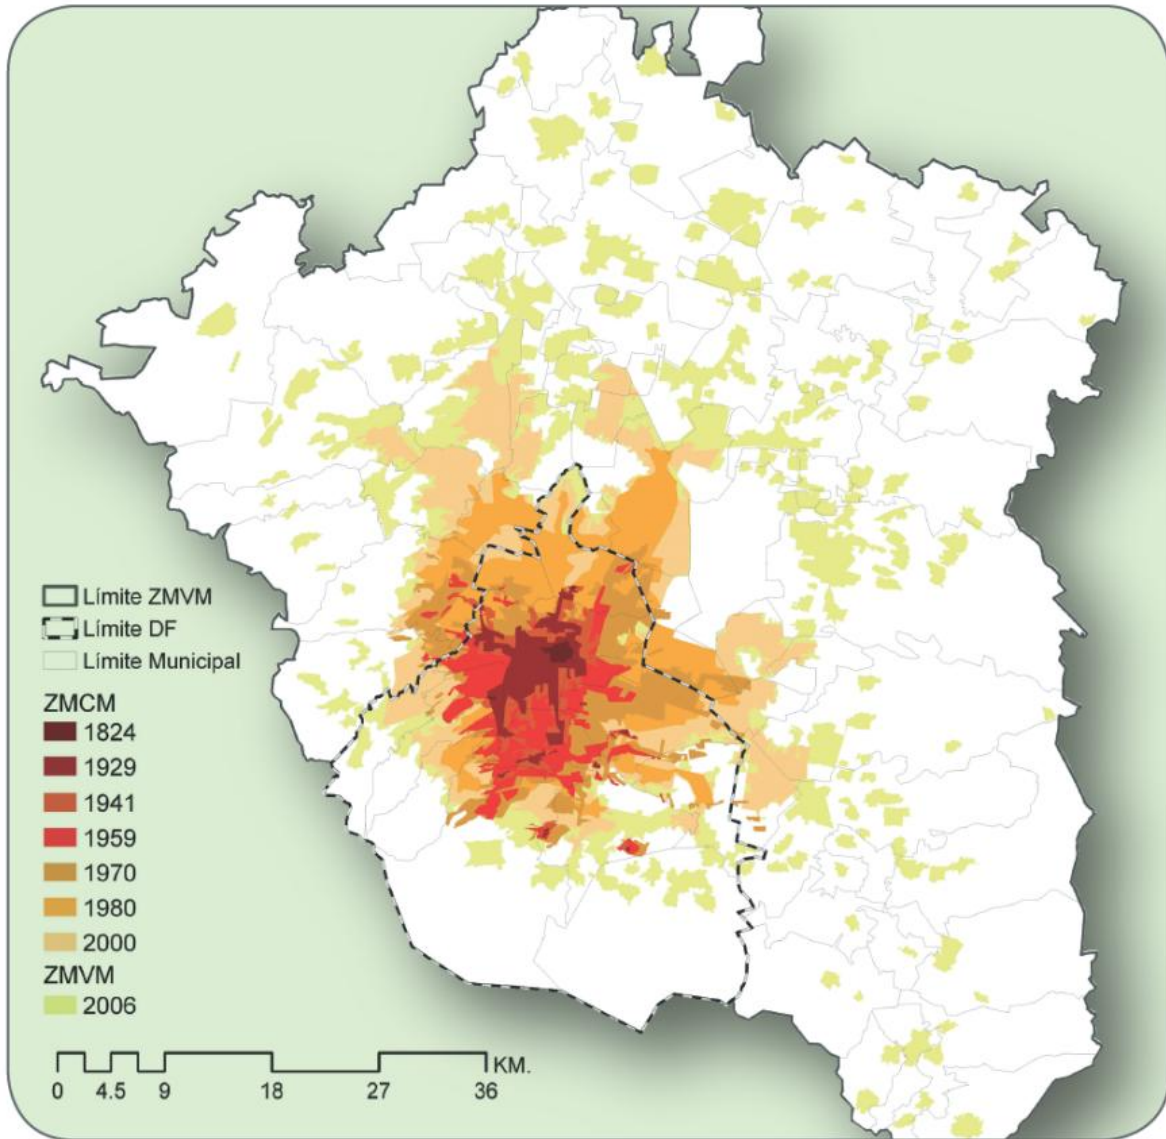 Límite ZMVM
Límite DF
Límite Municipal
ZMCM
1824
1929
1941
1959
1970
1980
2000
ZMVM
2006
0 4.5 9 18 27 36 KM.